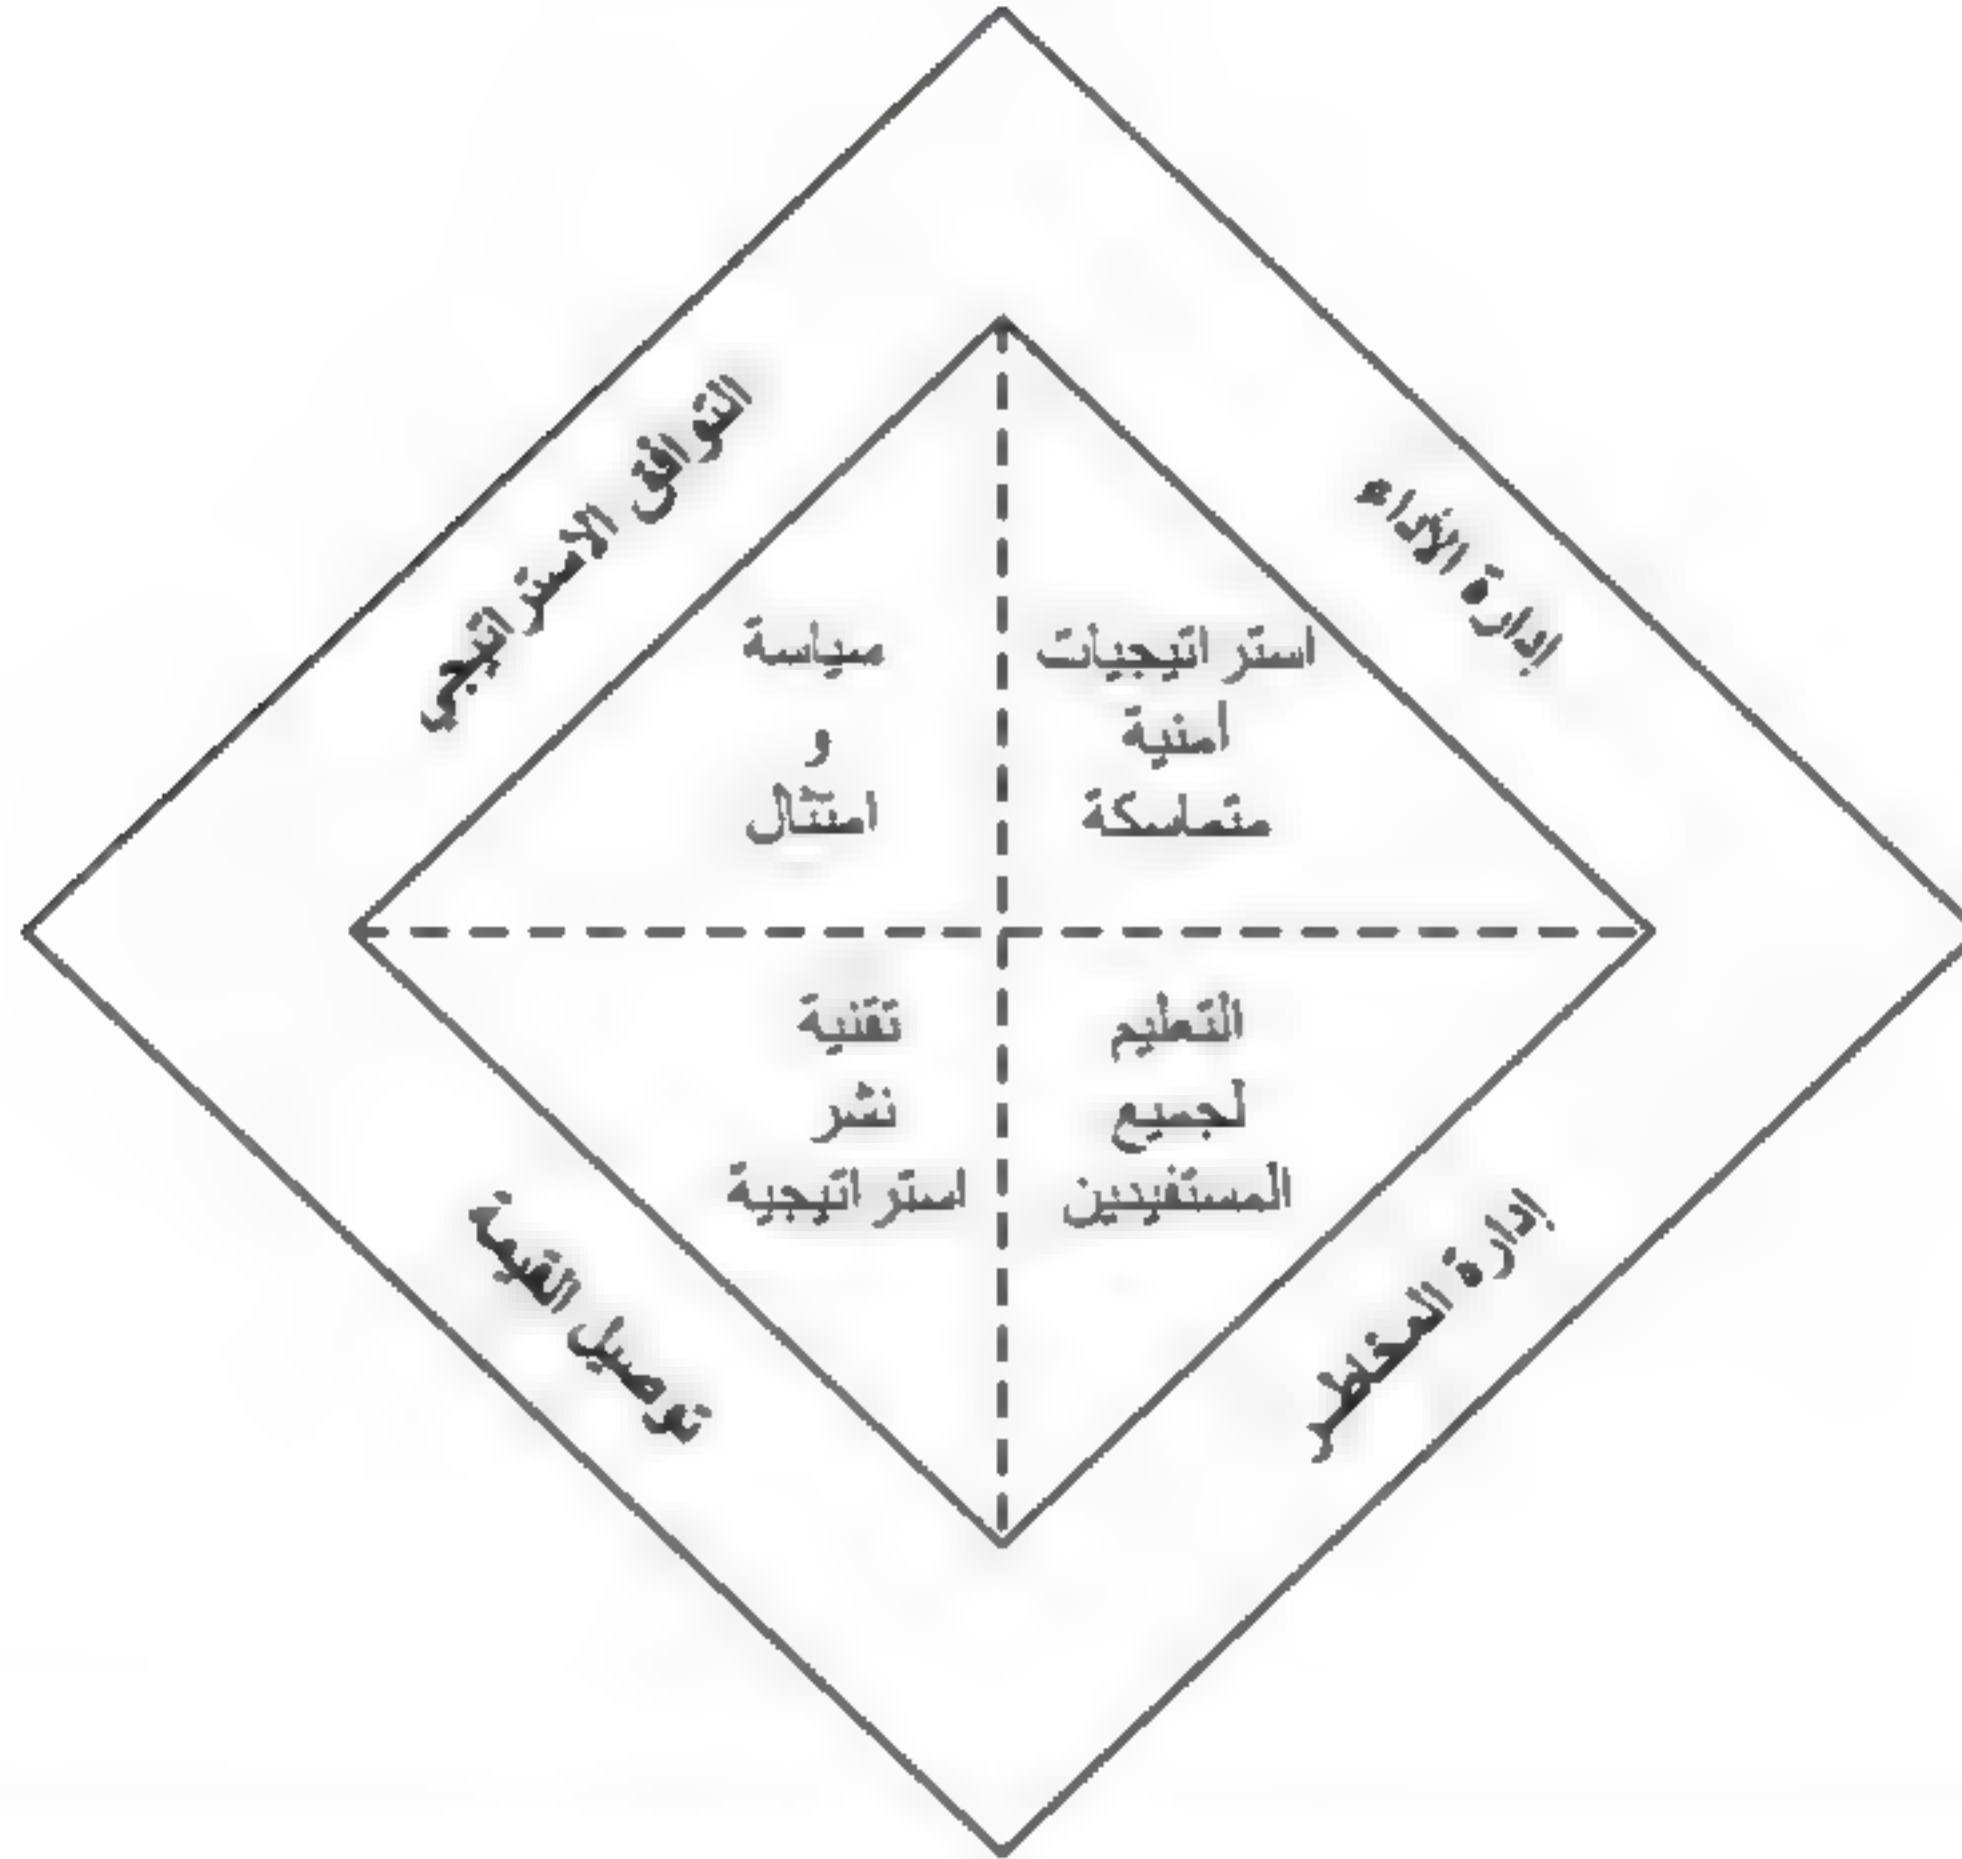 التوافق الاستراتيجي
إدارة الأداء
استراتيجيات
امنية
متماسكة
سياسة
و
امتثال
التعليم
لجميع
المستفيدين
تقنية
نشر
استراتيجية
إدارة المخاطر
توصيل القيمة